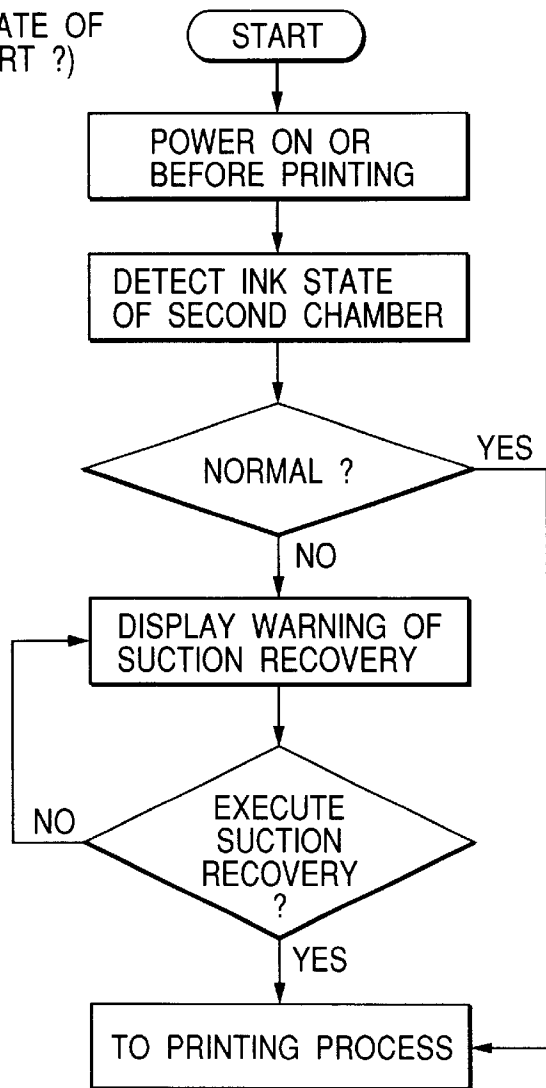 ATE OF
RT ?)
START
POWER ON OR
BEFORE PRINTING
DETECT INK STATE
OF SECOND CHAMBER
NORMAL ?
YES
NO
DISPLAY WARNING OF
SUCTION RECOVERY
NO
EXECUTE
SUCTION
RECOVERY
?
YES
TO PRINTING PROCESS